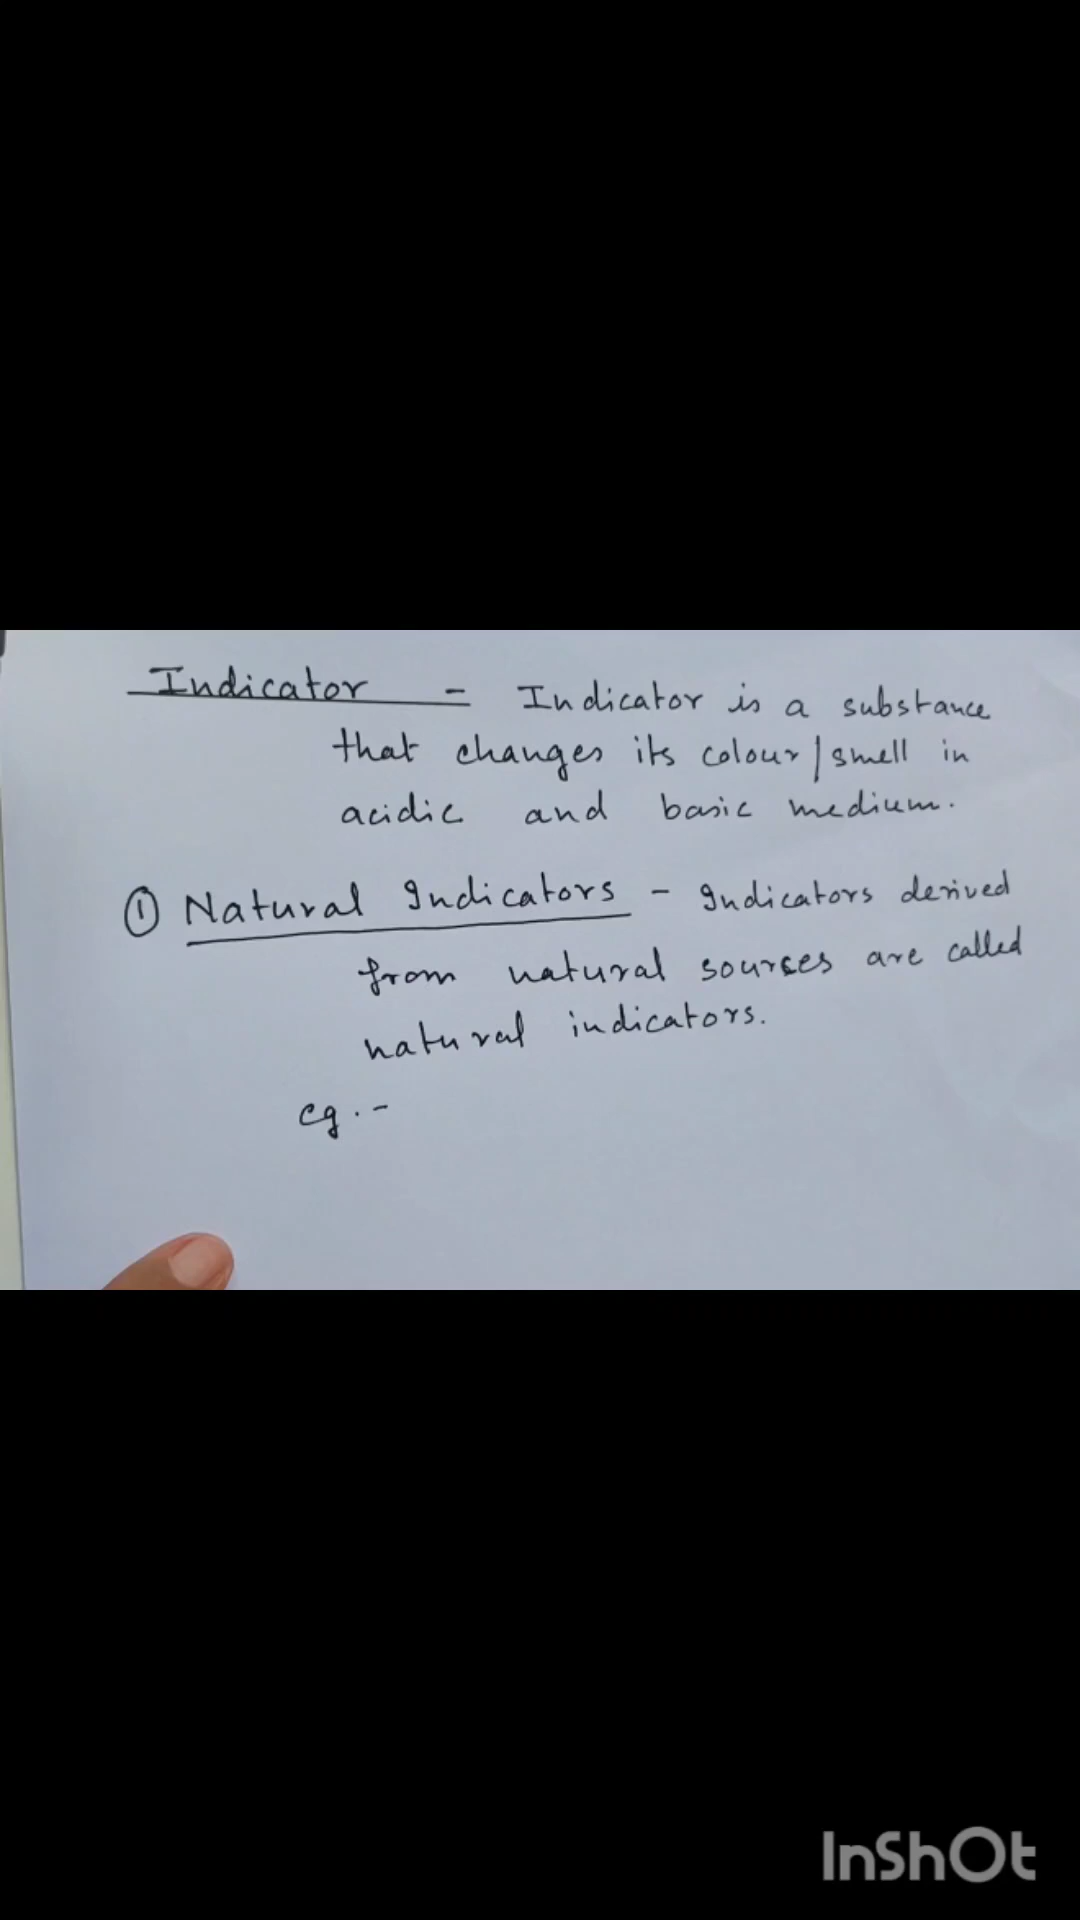 Indicator - Indicator is a substance
that changes its colour/smell in
acidic and basic medium.
① Natural Indicators - Indicators derived
from natural sources are called
natural indicators.
eg. -
InShOt